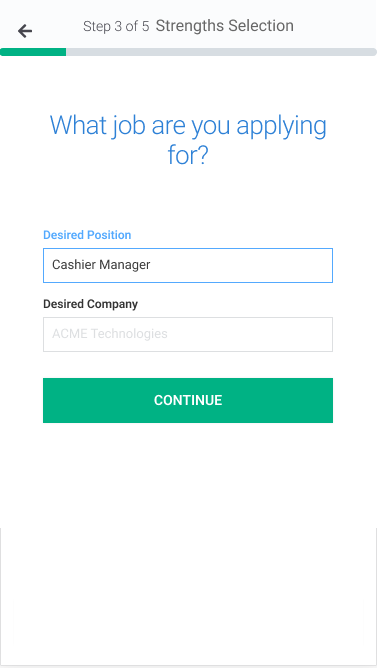 Step 3 of 5 Strengths Selection
What job are you applying
for?
Desired Position
Cashier Manager
Desired Company
ACME Technologies
CONTINUE